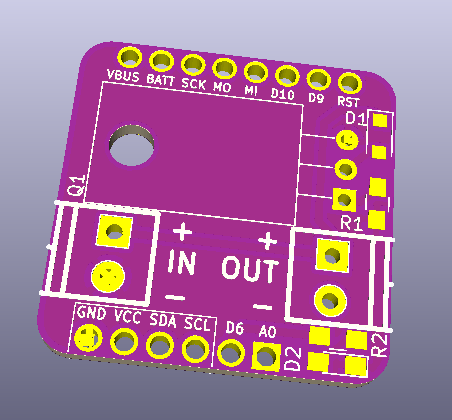 VBUS BATT SCK MO MI D10 D9 RST
D1
Q1
R1
+ +
IN OUT
- -
GND VCC SDA SCL D6 A0
D2
R2